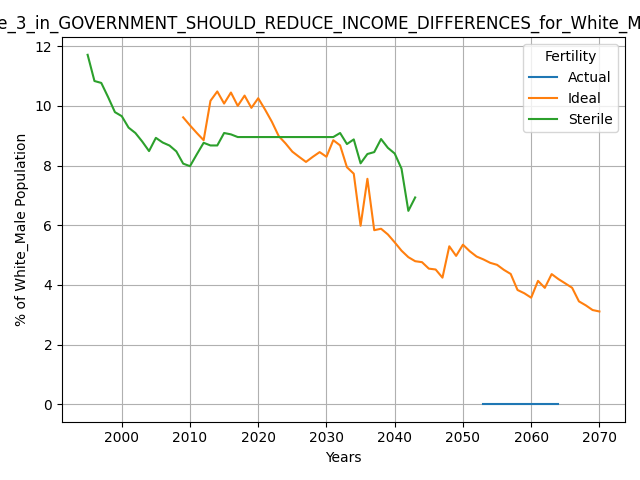 e_3_in_GOVERNMENT_SHOULD_REDUCE_INCOME_DIFFERENCES_for_White_M
Fertility
Actual
Ideal
Sterile
% of White_Male Population
12
10
8
6
4
2
0
2000 2010 2020 2030 2040 2050 2060 2070
Years